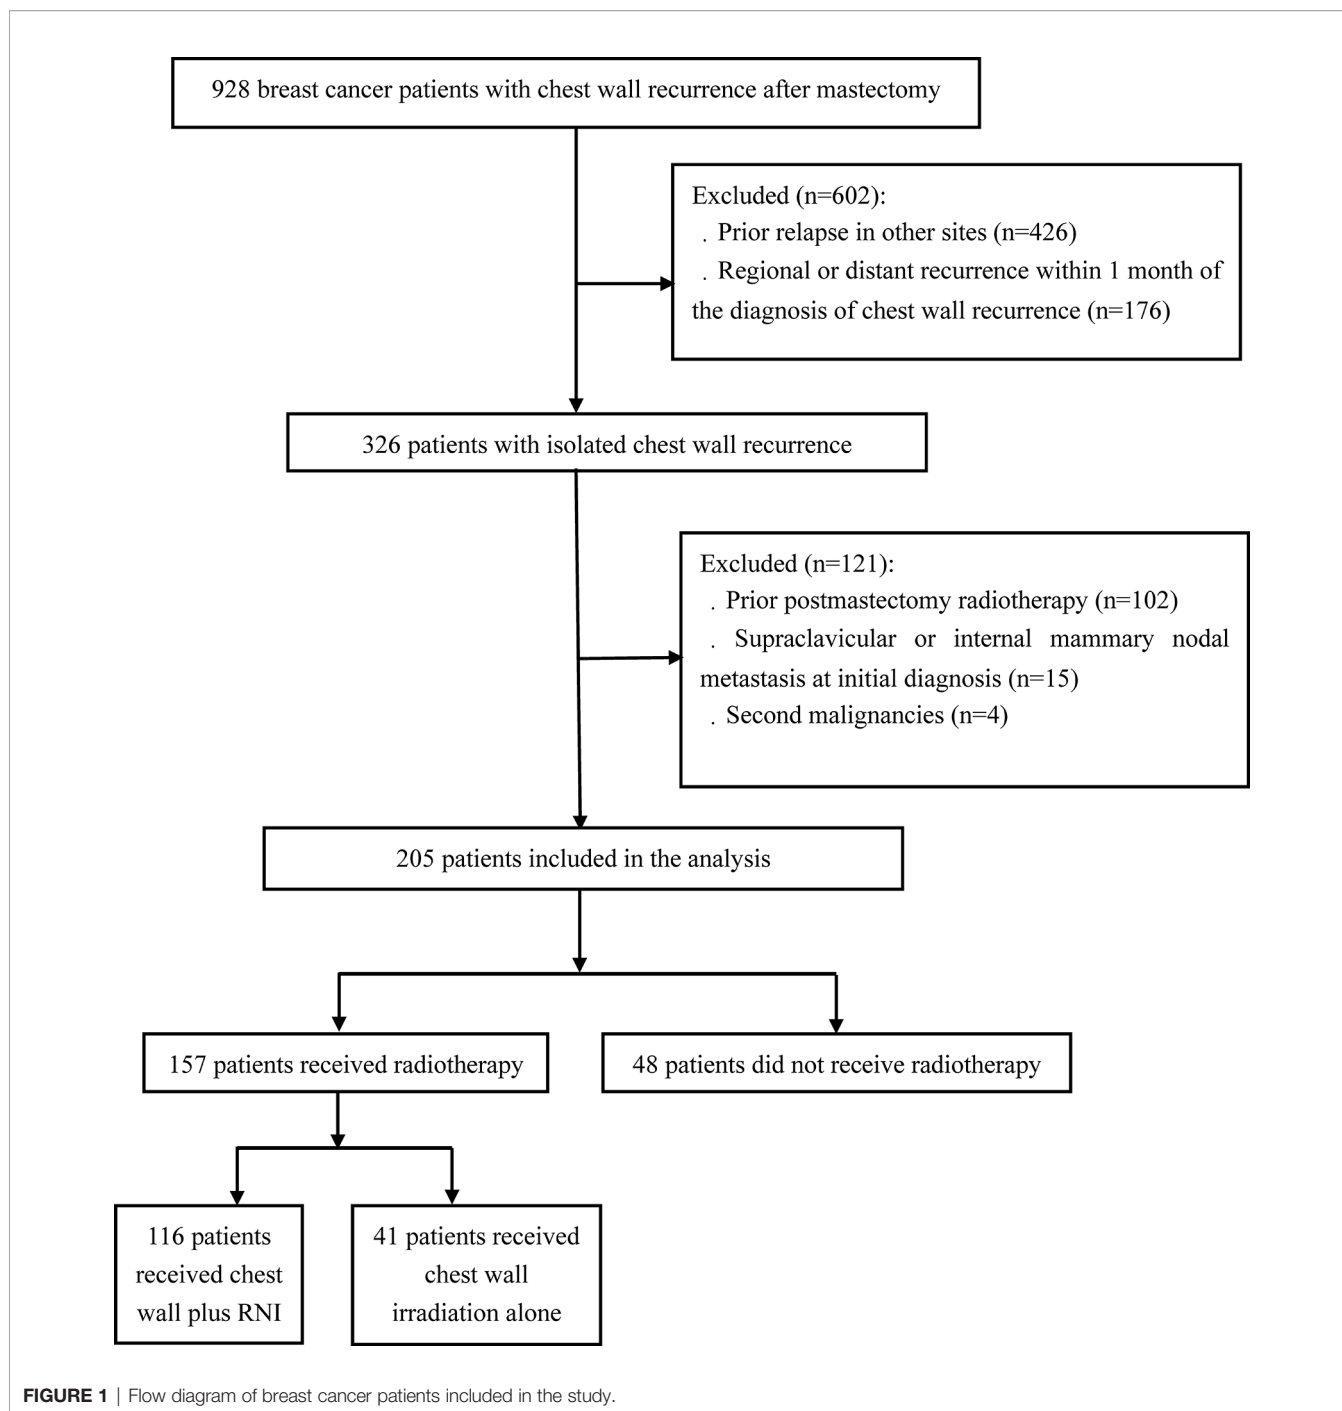 928 breast cancer patients with chest wall recurrence after mastectomy
Excluded (n=602):
. Prior relapse in other sites (n=426)
. Regional or distant recurrence within 1 month of
the diagnosis of chest wall recurrence (n=176)
326 patients with isolated chest wall recurrence
Excluded (n=121):
. Prior postmastectomy radiotherapy (n=102)
. Supraclavicular or internal mammary nodal
metastasis at initial diagnosis (n=15)
. Second malignancies (n=4)
205 patients included in the analysis
157 patients received radiotherapy
48 patients did not receive radiotherapy
116 patients
received chest
wall plus RNI
41 patients received
chest wall
irradiation alone
FIGURE 1 | Flow diagram of breast cancer patients included in the study.